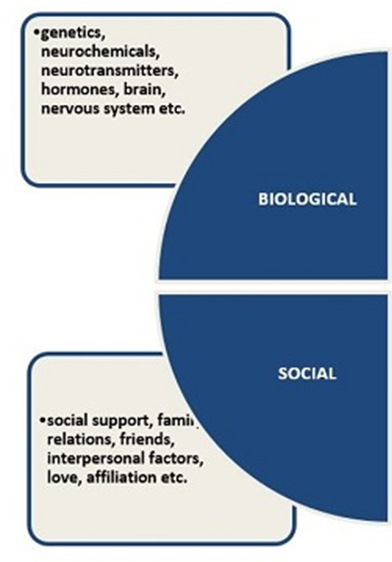 •genetics,
neurochemicals,
neurotransmitters,
hormones, brain,
nervous system etc.
BIOLOGICAL
SOCIAL
•social support,
relations, friends,
interpersonal factors,
love, affiliation etc.